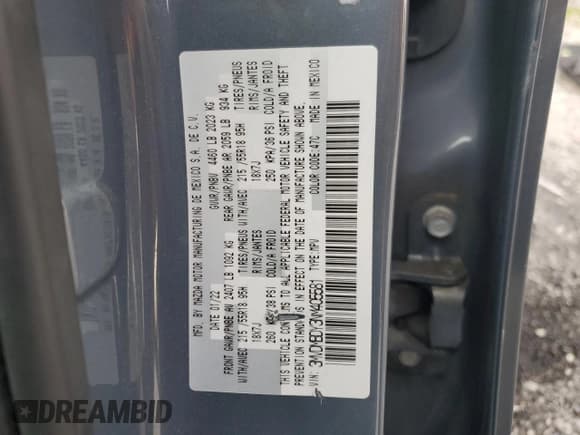 MFD. BY MAZDA MOTOR MANUFACTURING DE MEXICO S.A. DE C.V.
DATE 01/22 GVWR/PNBV 4460 LB 2023 KG
FRONT GAWR/PNBE AV 2407 LB 1092 KG REAR GAWR/PNBE AR 2059 LB 934 KG
WITH/AVEC 215 /55R18 95H TIRES/PNEUS WITH/AVEC 215 /55R18 95H TIRES/PNEUS
18X7J RIMS/JANTES 18X7J RIMS/JANTES
260 KPA/38 PSI COLD/A FROID 250 KPA/36 PSI COLD/A FROID
THIS VEHICLE CONFORMS TO ALL APPLICABLE FEDERAL MOTOR VEHICLE SAFETY AND THEFT
PREVENTION STANDARDS IN EFFECT ON THE DATE OF MANUFACTURE SHOWN ABOVE.
VIN: TYPE: MPV COLOR CODE: 47C MADE IN MEXICO
DREAMBID